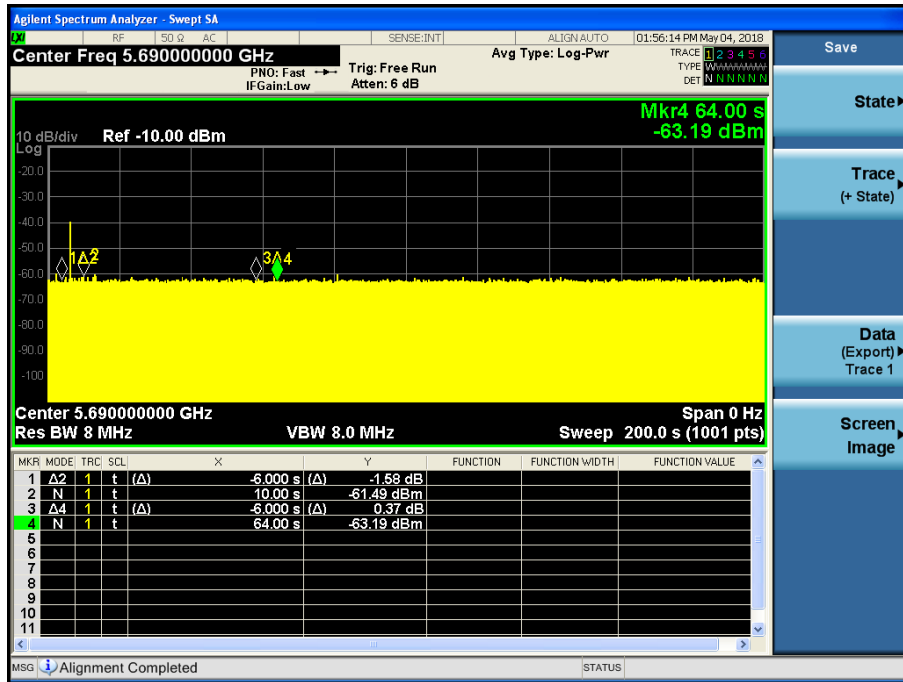 Agilent Spectrum Analyzer - Swept SA
LXI RF 50 Ω AC SENSE:INT ALIGN AUTO 01:56:14 PM May 04, 2018
Center Freq 5.690000000 GHz
PNO: Fast
IFGain:Low
Trig: Free Run
Atten: 6 dB
Avg Type: Log-Pwr
TRACE 1 2 3 4 5 6
TYPE WWWWWW
DET N N N N N N
Mkr4 64.00 s
-63.19 dBm
10 dB/div Ref -10.00 dBm
Log
-20.0
-30.0
-40.0
-50.0
-60.0
-70.0
-80.0
-90.0
-100
1Δ2
3Δ4
Center 5.690000000 GHz Span 0 Hz
Res BW 8 MHz VBW 8.0 MHz Sweep 200.0 s (1001 pts)
MKR MODE TRC SCL X Y FUNCTION FUNCTION WIDTH FUNCTION VALUE
1 Δ2 1 t (Δ) -6.000 s (Δ) -1.58 dB
2 N 1 t 10.00 s -61.49 dBm
3 Δ4 1 t (Δ) -6.000 s (Δ) 0.37 dB
4 N 1 t 64.00 s -63.19 dBm
5
6
7
8
9
10
11
MSG Alignment Completed STATUS
Save
State
Trace
(+ State)
Data
(Export)
Trace 1
Screen
Image